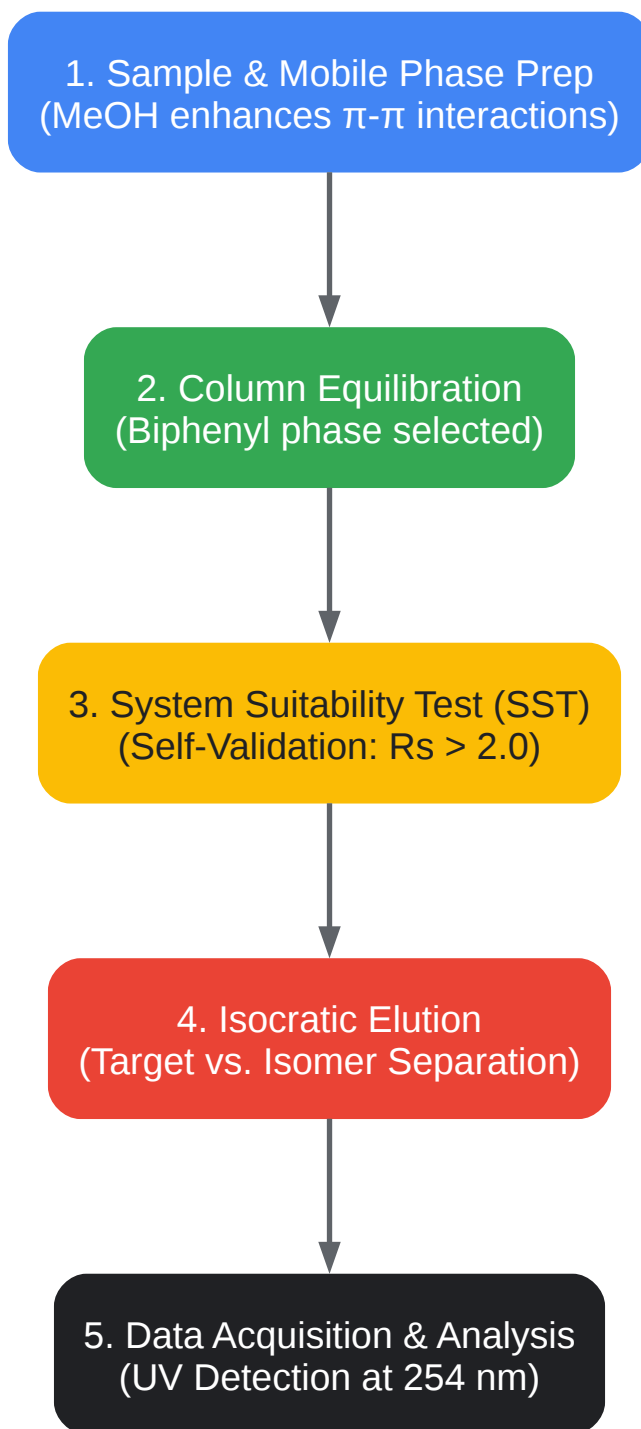 1. Sample & Mobile Phase Prep
(MeOH enhances π-π interactions)
2. Column Equilibration
(Biphenyl phase selected)
3. System Suitability Test (SST)
(Self-Validation: Rs > 2.0)
4. Isocratic Elution
(Target vs. Isomer Separation)
5. Data Acquisition & Analysis
(UV Detection at 254 nm)